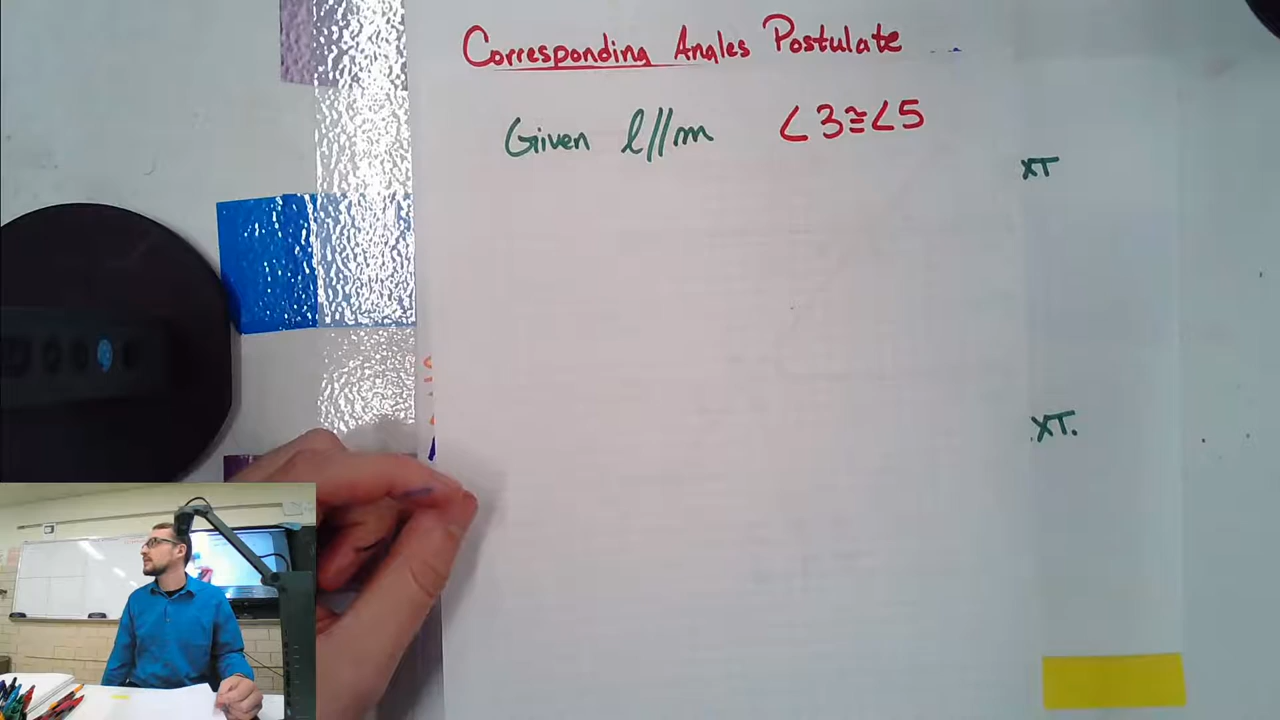 Corresponding Angles Postulate ...
Given l//m ∠3≅∠5
XT
XT.